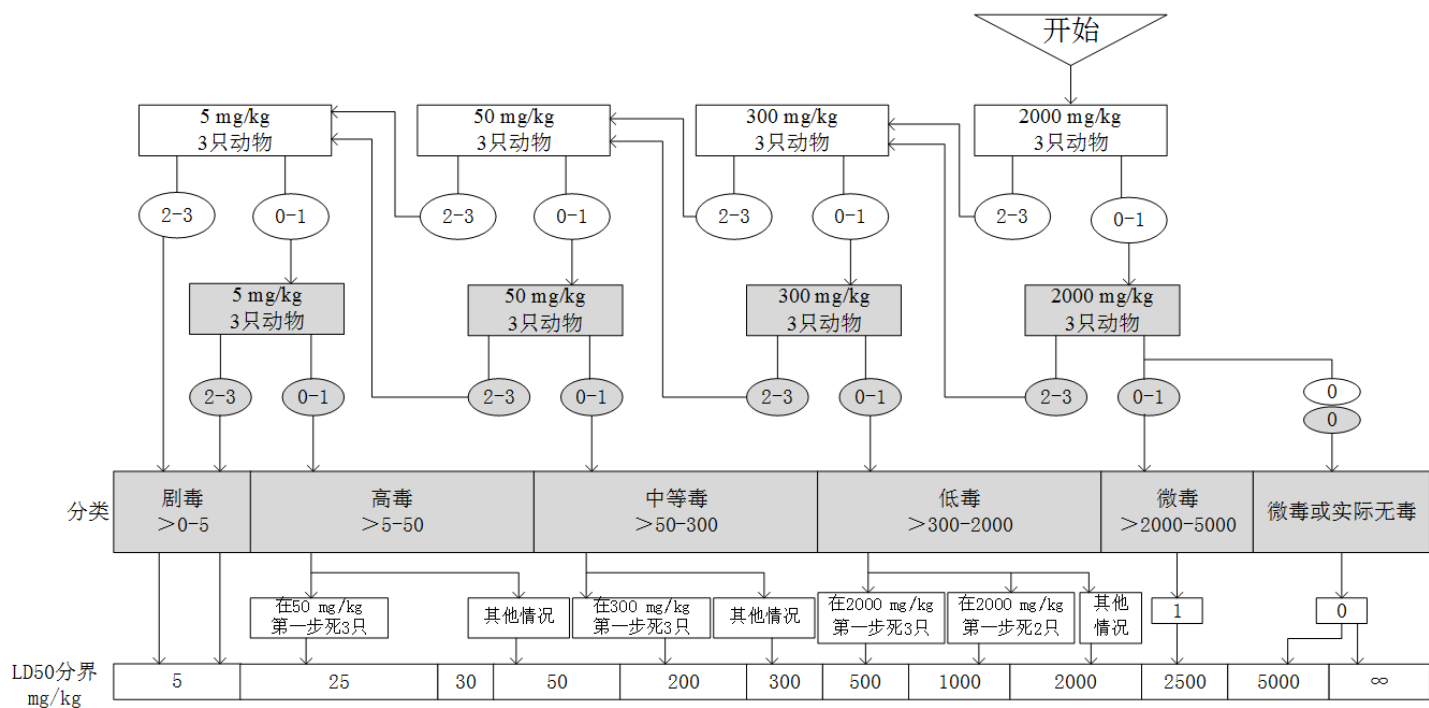 开始
5 mg/kg
3只动物
50 mg/kg
3只动物
300 mg/kg
3只动物
2000 mg/kg
3只动物
2-3
0-1
2-3
0-1
2-3
0-1
2-3
0-1
5 mg/kg
3只动物
50 mg/kg
3只动物
300 mg/kg
3只动物
2000 mg/kg
3只动物
2-3
0-1
2-3
0-1
2-3
0-1
2-3
0-1
0
0
分类
剧毒
>0-5
高毒
>5-50
中等毒
>50-300
低毒
>300-2000
微毒
>2000-5000
微毒或实际无毒
在50 mg/kg
第一步死3只
其他情况
在300 mg/kg
第一步死3只
其他情况
在2000 mg/kg
第一步死3只
在2000 mg/kg
第一步死2只
其他
情况
1
0
LD50分界
mg/kg
5
25
30
50
200
300
500
1000
2000
2500
5000
∞